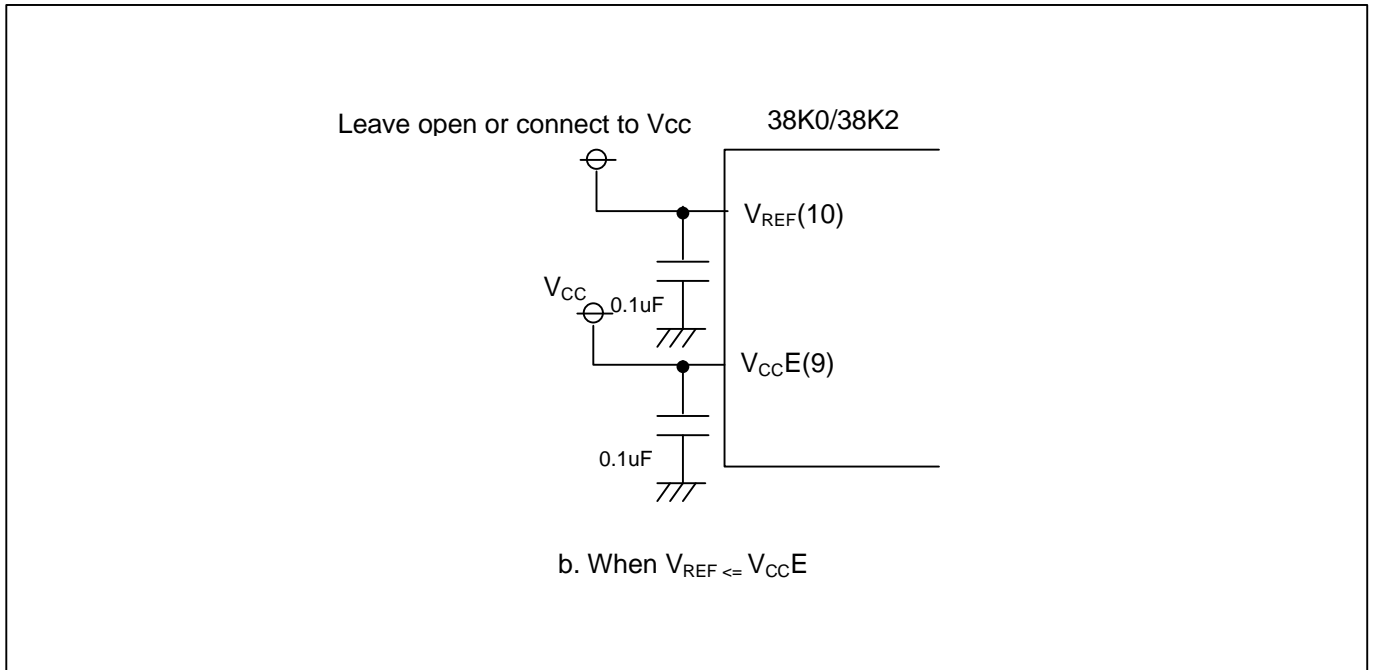 Leave open or connect to Vcc
38K0/38K2
VREF(10)
VCC
0.1uF
VCCE(9)
0.1uF
b. When VREF <= VCCE